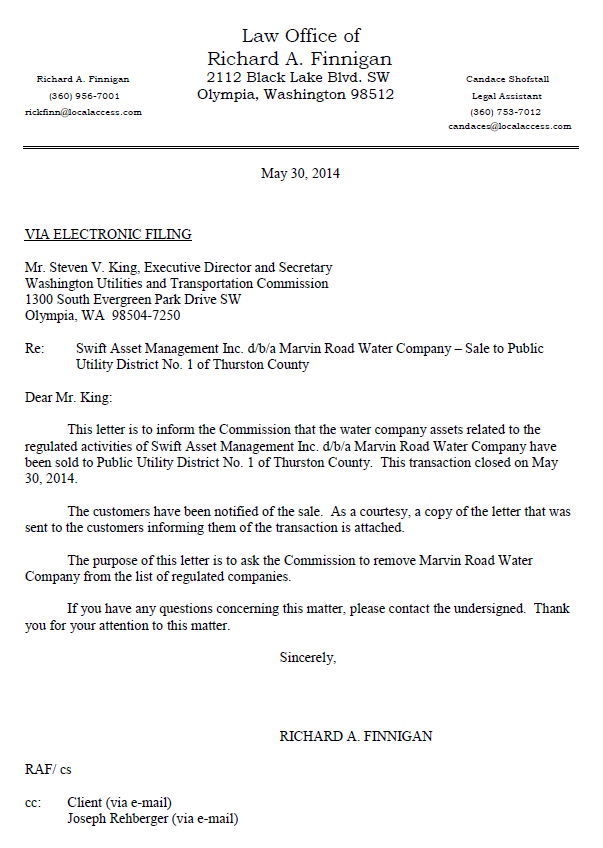 Law Office of
Richard A. Finnigan
2112 Black Lake Blvd. SW
Olympia, Washington 98512
Richard A. Finnigan
(360) 956-7001
rickfinn@localaccess.com
Candace Shofstall
Legal Assistant
(360) 753-7012
candaces@localaccess.com
May 30, 2014
VIA ELECTRONIC FILING
Mr. Steven V. King, Executive Director and Secretary
Washington Utilities and Transportation Commission
1300 South Evergreen Park Drive SW
Olympia, WA  98504-7250
Re: Swift Asset Management Inc. d/b/a Marvin Road Water Company – Sale to Public
Utility District No. 1 of Thurston County
Dear Mr. King:
This letter is to inform the Commission that the water company assets related to the
regulated activities of Swift Asset Management Inc. d/b/a Marvin Road Water Company have
been sold to Public Utility District No. 1 of Thurston County.  This transaction closed on May
30, 2014.
The customers have been notified of the sale.  As a courtesy, a copy of the letter that was
sent to the customers informing them of the transaction is attached.
The purpose of this letter is to ask the Commission to remove Marvin Road Water
Company from the list of regulated companies.
If you have any questions concerning this matter, please contact the undersigned.  Thank
you for your attention to this matter.
Sincerely,
RICHARD A. FINNIGAN
RAF/ cs
cc: Client (via e-mail)
Joseph Rehberger (via e-mail)